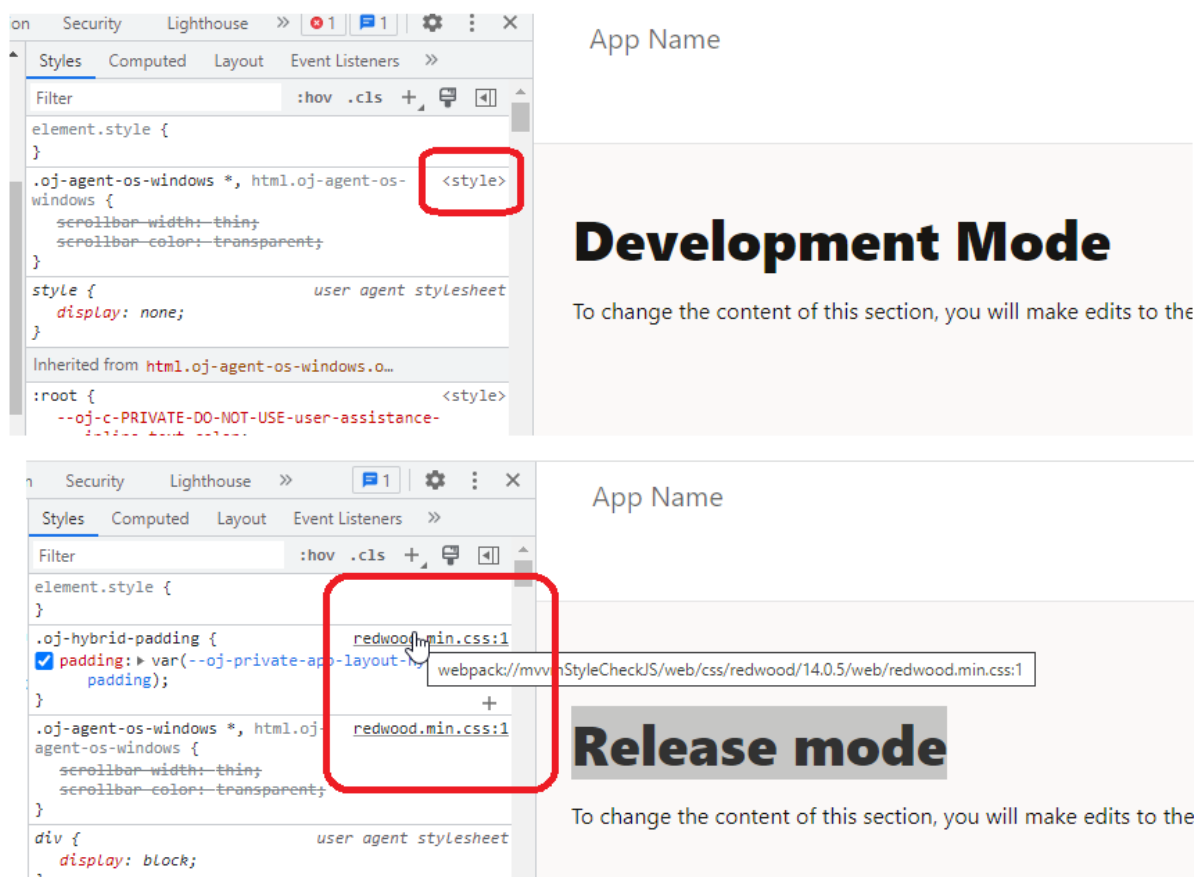 on Security Lighthouse » 1 1
Styles Computed Layout Event Listeners »
Filter :hov .cls +
element.style {
}
.oj-agent-os-windows *, html.oj-agent-os- <style>
windows {
scrollbar-width: thin;
scrollbar-color: transparent;
}
style { user agent stylesheet
display: none;
}
Inherited from html.oj-agent-os-windows.o…
:root { <style>
--oj-c-PRIVATE-DO-NOT-USE-user-assistance-
App Name
Development Mode
To change the content of this section, you will make edits to the
Security Lighthouse » 1
Styles Computed Layout Event Listeners »
Filter :hov .cls +
element.style {
}
.oj-hybrid-padding { redwood.min.css:1
padding: var(--oj-private-app-layout-hy
padding);
webpack://mvvmStyleCheckJS/web/css/redwood/14.0.5/web/redwood.min.css:1
} +
.oj-agent-os-windows *, html.oj- redwood.min.css:1
agent-os-windows {
scrollbar-width: thin;
scrollbar-color: transparent;
}
div { user agent stylesheet
display: block;
App Name
Release mode
To change the content of this section, you will make edits to the